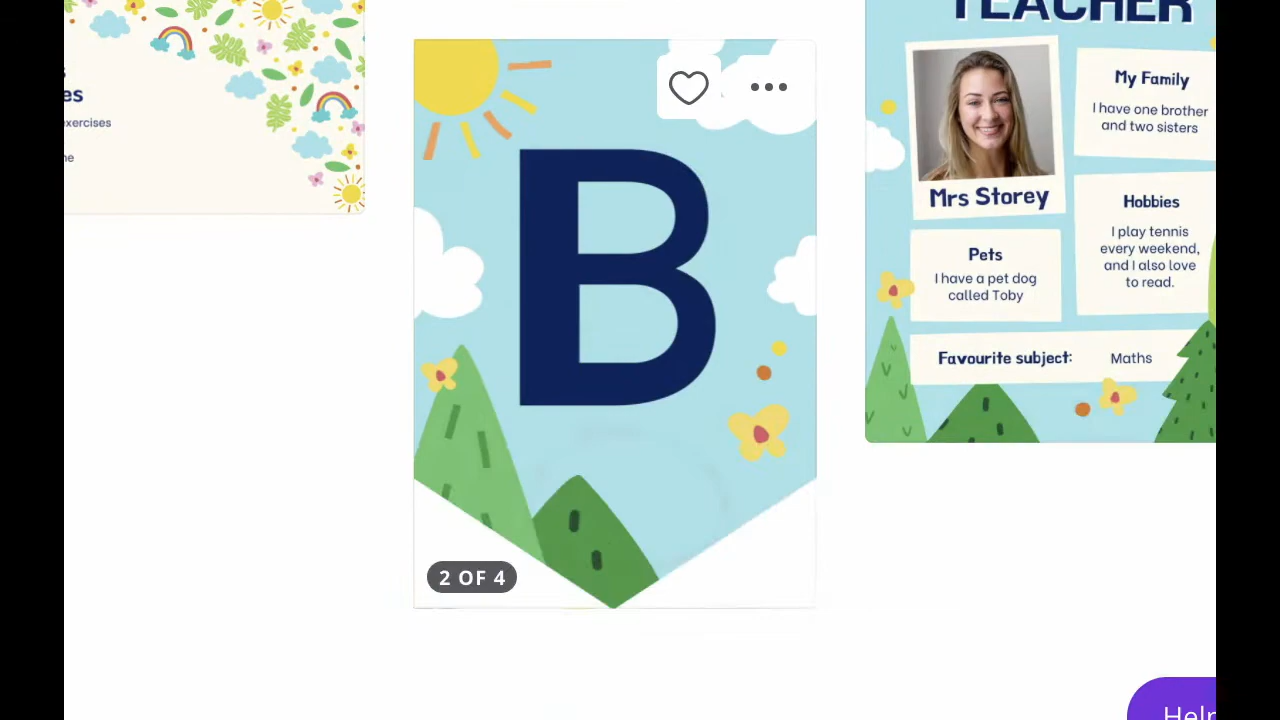 es
exercises
B
2 OF 4
TEACHER
Mrs Storey
My Family
I have one brother
and two sisters
Hobbies
I play tennis
every weekend,
and I also love
to read.
Pets
I have a pet dog
called Toby
Favourite subject: Maths
Help